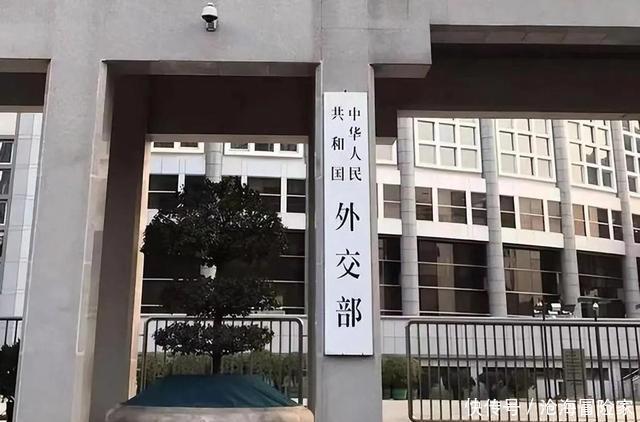 中华人民
共和国
外交部
快传号/沧海冒险家